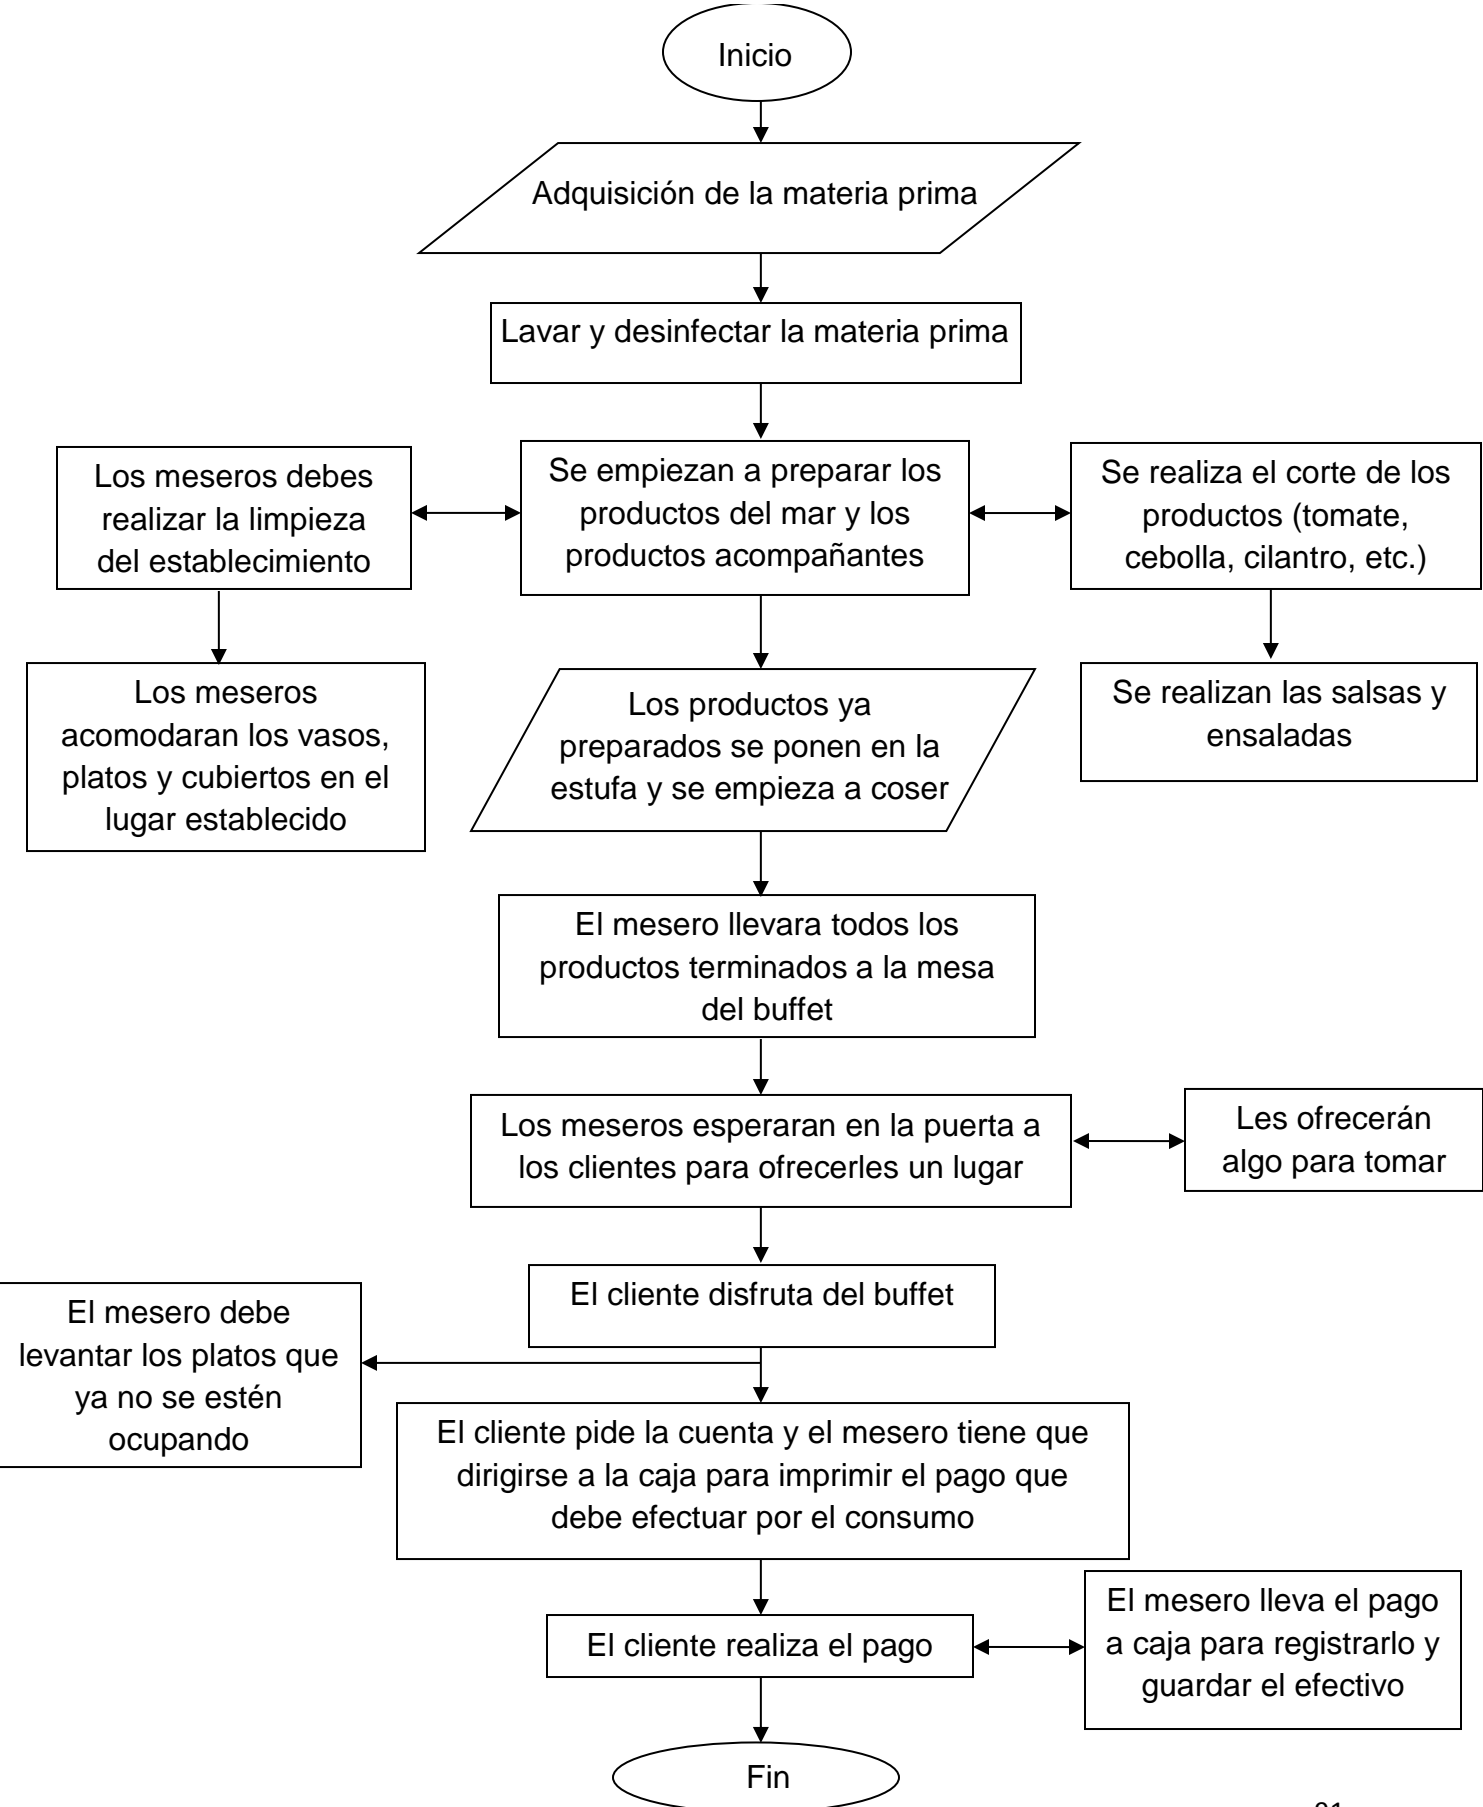 Inicio
Adquisición de la materia prima
Lavar y desinfectar la materia prima
Los meseros debes
realizar la limpieza
del establecimiento
Se empiezan a preparar los
productos del mar y los
productos acompañantes
Se realiza el corte de los
productos (tomate,
cebolla, cilantro, etc.)
Los meseros
acomodaran los vasos,
platos y cubiertos en el
lugar establecido
Los productos ya
preparados se ponen en la
estufa y se empieza a coser
Se realizan las salsas y
ensaladas
El mesero llevara todos los
productos terminados a la mesa
del buffet
Los meseros esperaran en la puerta a
los clientes para ofrecerles un lugar
Les ofrecerán
algo para tomar
El cliente disfruta del buffet
El mesero debe
levantar los platos que
ya no se estén
ocupando
El cliente pide la cuenta y el mesero tiene que
dirigirse a la caja para imprimir el pago que
debe efectuar por el consumo
El cliente realiza el pago
El mesero lleva el pago
a caja para registrarlo y
guardar el efectivo
Fin